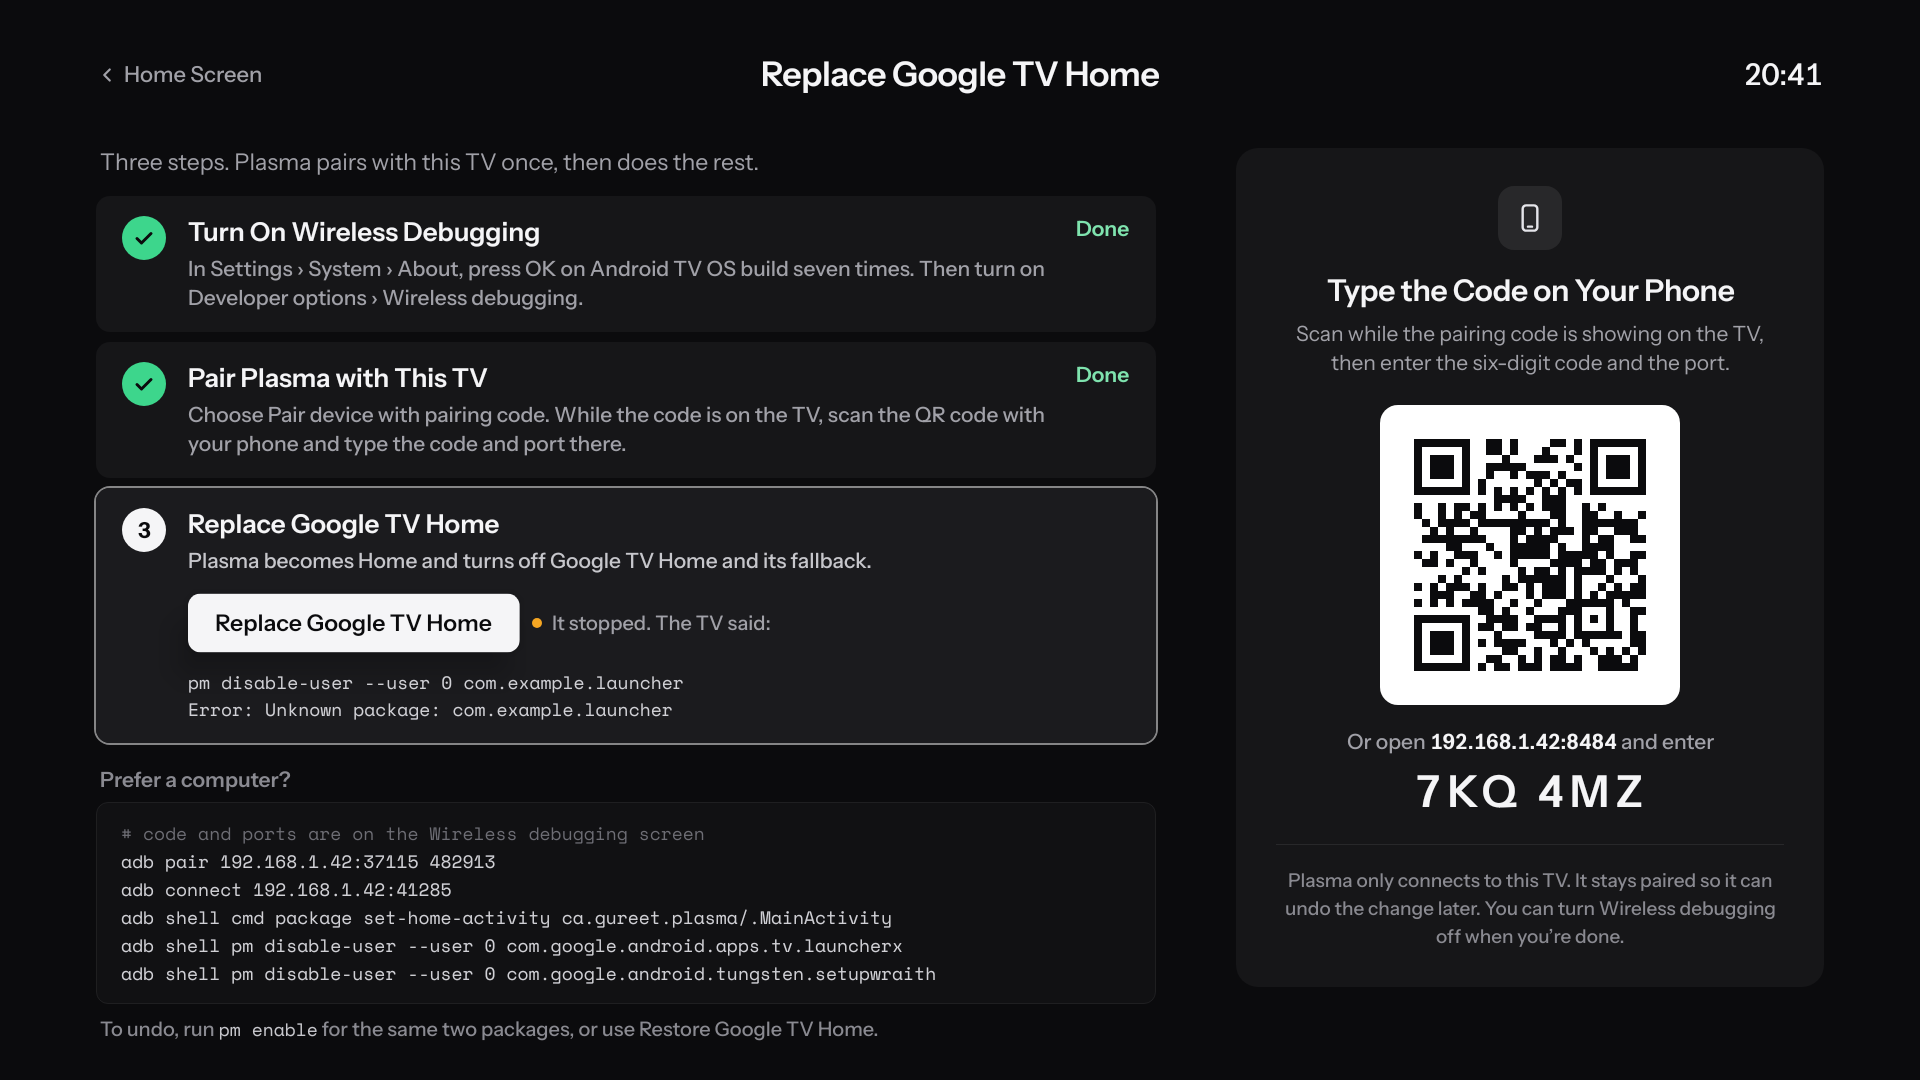 Home Screen
Replace Google TV Home
20:41
Three steps. Plasma pairs with this TV once, then does the rest.
Turn On Wireless Debugging
Done
In Settings › System › About, press OK on Android TV OS build seven times. Then turn on
Developer options › Wireless debugging.
Pair Plasma with This TV
Done
Choose Pair device with pairing code. While the code is on the TV, scan the QR code with
your phone and type the code and port there.
3
Replace Google TV Home
Plasma becomes Home and turns off Google TV Home and its fallback.
Replace Google TV Home
It stopped. The TV said:
pm disable-user --user 0 com.example.launcher
Error: Unknown package: com.example.launcher
Prefer a computer?
# code and ports are on the Wireless debugging screen
adb pair 192.168.1.42:37115 482913
adb connect 192.168.1.42:41285
adb shell cmd package set-home-activity ca.gureet.plasma/.MainActivity
adb shell pm disable-user --user 0 com.google.android.apps.tv.launcherx
adb shell pm disable-user --user 0 com.google.android.tungsten.setupwraith
To undo, run pm enable for the same two packages, or use Restore Google TV Home.
Type the Code on Your Phone
Scan while the pairing code is showing on the TV,
then enter the six-digit code and the port.
Or open 192.168.1.42:8484 and enter
7KQ 4MZ
Plasma only connects to this TV. It stays paired so it can
undo the change later. You can turn Wireless debugging
off when you’re done.